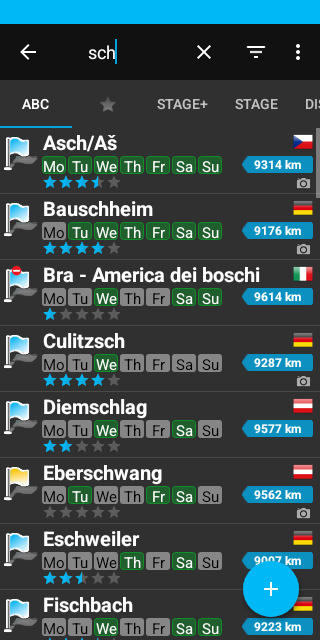 sch
ABC STAGE+ STAGE DIS
Asch/Aš
Mo Tu We Th Fr Sa Su 9314 km
Bauschheim
Mo Tu We Th Fr Sa Su 9176 km
Bra - America dei boschi
Mo Tu We Th Fr Sa Su 9614 km
Culitzsch
Mo Tu We Th Fr Sa Su 9287 km
Diemschlag
Mo Tu We Th Fr Sa Su 9577 km
Eberschwang
Mo Tu We Th Fr Sa Su 9562 km
Eschweiler
Mo Tu We Th Fr Sa Su
Fischbach
Mo Tu We Th Fr Sa Su 9223 km